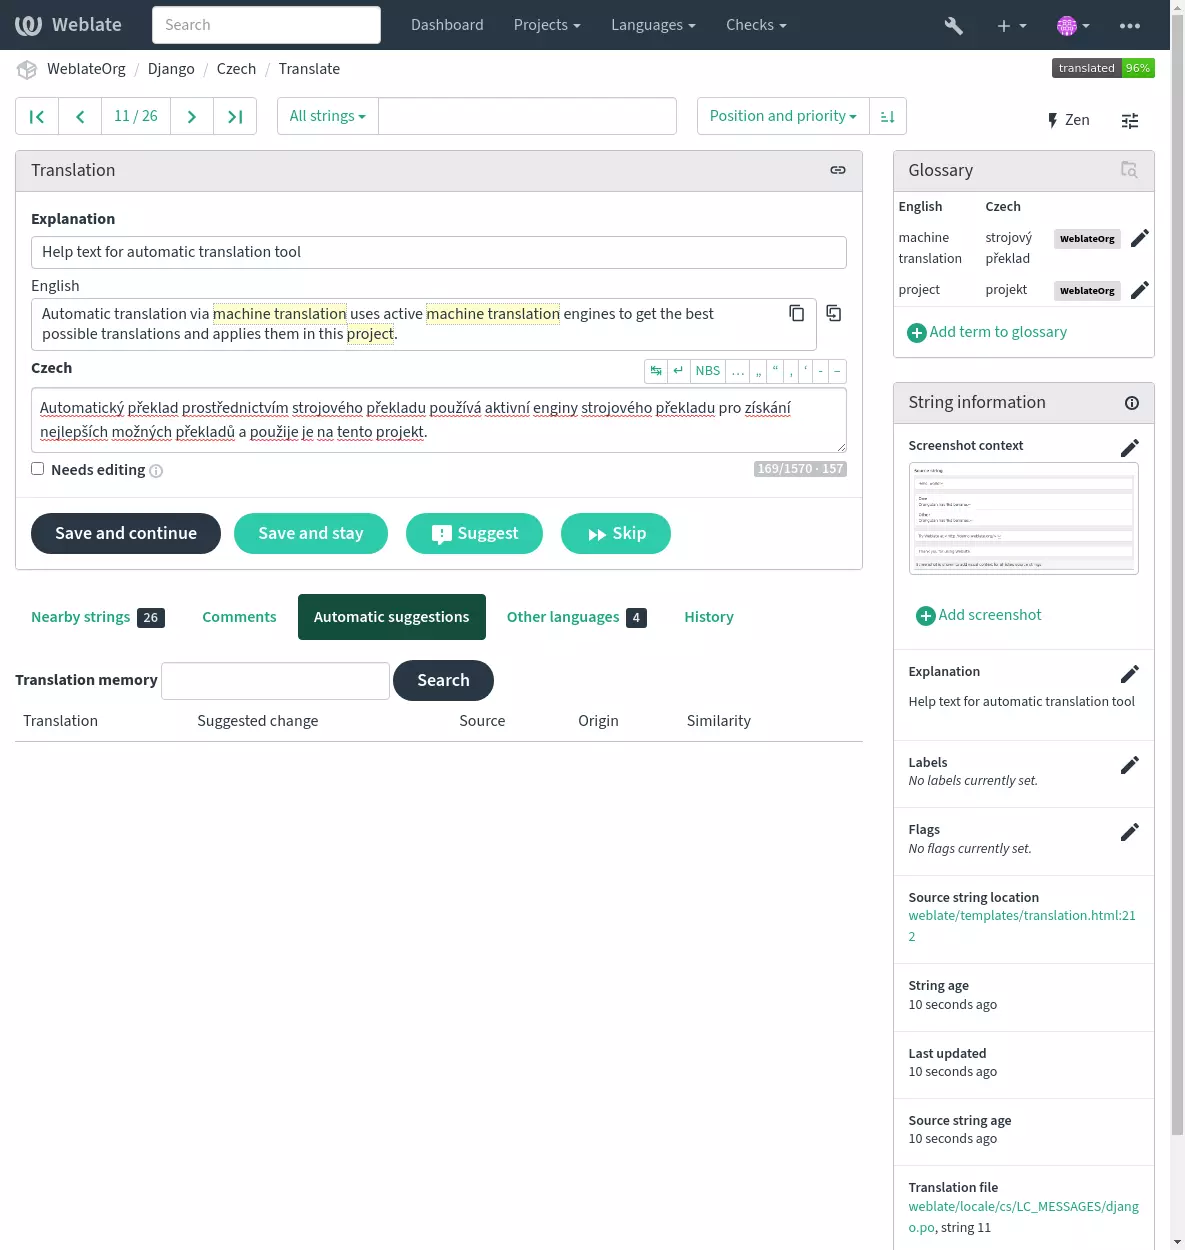 Weblate
Search
Dashboard
Projects
Languages
Checks
WeblateOrg / Django / Czech / Translate
translated 96%
11 / 26
All strings
Position and priority
Zen
Translation
Explanation
Help text for automatic translation tool
English
Automatic translation via machine translation uses active machine translation engines to get the best
possible translations and applies them in this project.
Czech
NBS … „ “ ‚ ‘ - –
Automatický překlad prostřednictvím strojového překladu používá aktivní enginy strojového překladu pro získání
nejlepších možných překladů a použije je na tento projekt.
Needs editing
169/1570 · 157
Save and continue
Save and stay
Suggest
Skip
Nearby strings 26
Comments
Automatic suggestions
Other languages 4
History
Translation memory
Search
Translation
Suggested change
Source
Origin
Similarity
Glossary
English Czech
machine translation strojový překlad WeblateOrg
project projekt WeblateOrg
Add term to glossary
String information
Screenshot context
Source string
Add screenshot
Explanation
Help text for automatic translation tool
Labels
No labels currently set.
Flags
No flags currently set.
Source string location
weblate/templates/translation.html:21
2
String age
10 seconds ago
Last updated
10 seconds ago
Source string age
10 seconds ago
Translation file
weblate/locale/cs/LC_MESSAGES/djang
o.po, string 11